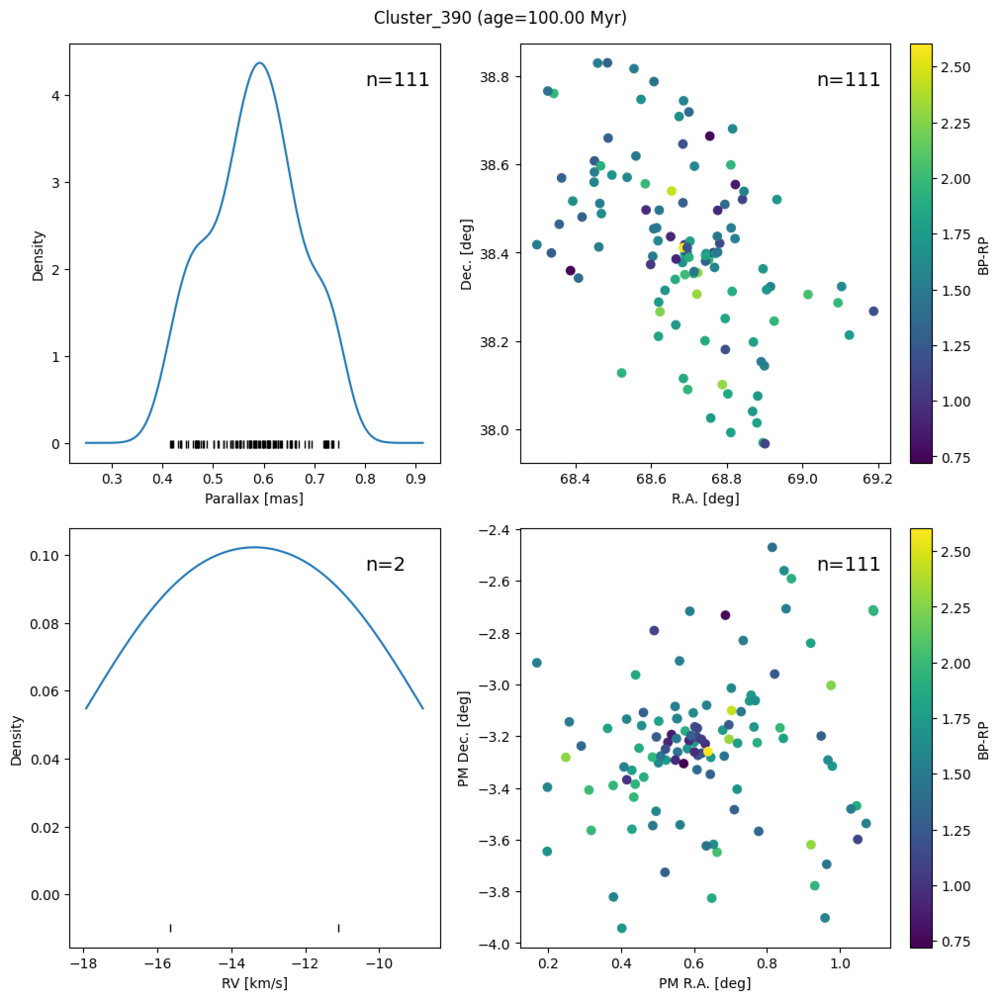 Cluster_390 (age=100.00 Myr)
n=111
Density
4
3
2
1
0
0.3 0.4 0.5 0.6 0.7 0.8 0.9
Parallax [mas]
n=111
Dec. [deg]
38.8
38.6
38.4
38.2
38.0
68.4 68.6 68.8 69.0 69.2
R.A. [deg]
2.50
2.25
2.00
1.75
1.50
1.25
1.00
0.75
BP-RP
n=2
Density
0.10
0.08
0.06
0.04
0.02
0.00
−18 −16 −14 −12 −10
RV [km/s]
n=111
PM Dec. [deg]
−2.4
−2.6
−2.8
−3.0
−3.2
−3.4
−3.6
−3.8
−4.0
0.2 0.4 0.6 0.8 1.0
PM R.A. [deg]
2.50
2.25
2.00
1.75
1.50
1.25
1.00
0.75
BP-RP